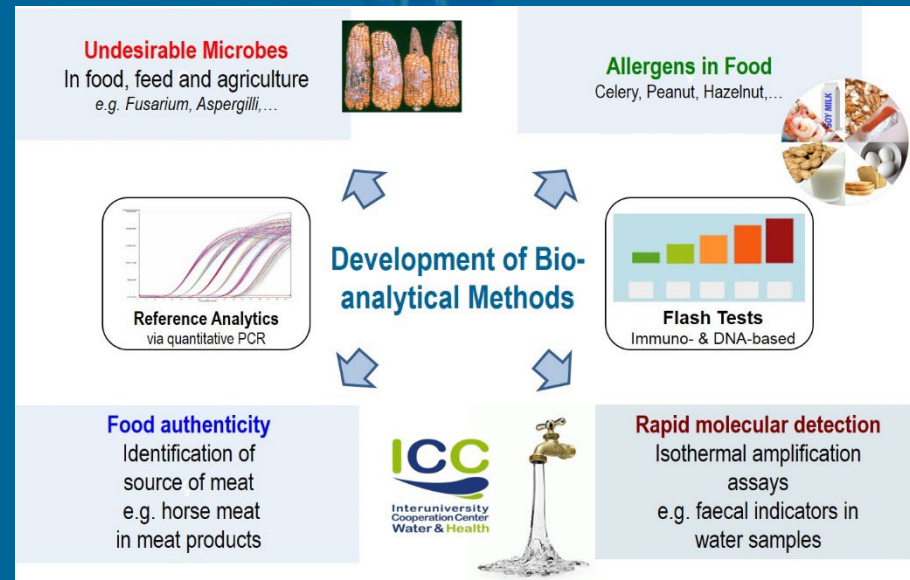 Undesirable Microbes
In food, feed and agriculture
e.g. Fusarium, Aspergilli,…
Allergens in Food
Celery, Peanut, Hazelnut,…
SOY MILK
Development of Bio-
analytical Methods
Reference Analytics
via quantitative PCR
Flash Tests
Immuno- & DNA-based
Food authenticity
Identification of
source of meat
e.g. horse meat
in meat products
ICC
Interuniversity
Cooperation Center
Water & Health
Rapid molecular detection
Isothermal amplification
assays
e.g. faecal indicators in
water samples